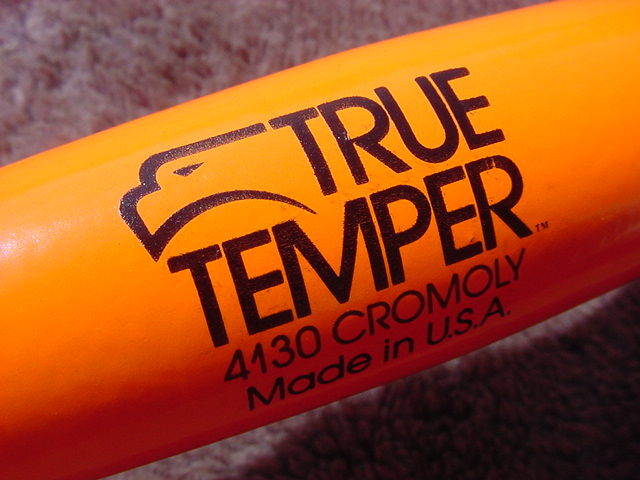 TRUE
TEMPER™
4130 CROMOLY
Made in U.S.A.